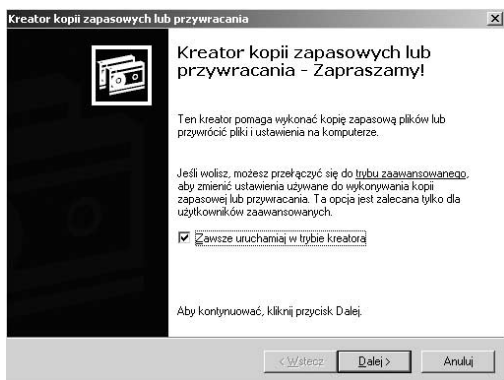 Kreator kopii zapasowych lub przywracania
Kreator kopii zapasowych lub
przywracania - Zapraszamy!
Ten kreator pomaga wykonać kopię zapasową plików lub
przywrócić pliki i ustawienia na komputerze.
Jeśli wolisz, możesz przełączyć się do trybu zaawansowanego,
aby zmienić ustawienia używane do wykonywania kopii
zapasowej lub przywracania. Ta opcja jest zalecana tylko dla
użytkowników zaawansowanych.
Zawsze uruchamiaj w trybie kreatora
Aby kontynuować, kliknij przycisk Dalej.
< Wstecz Dalej > Anuluj